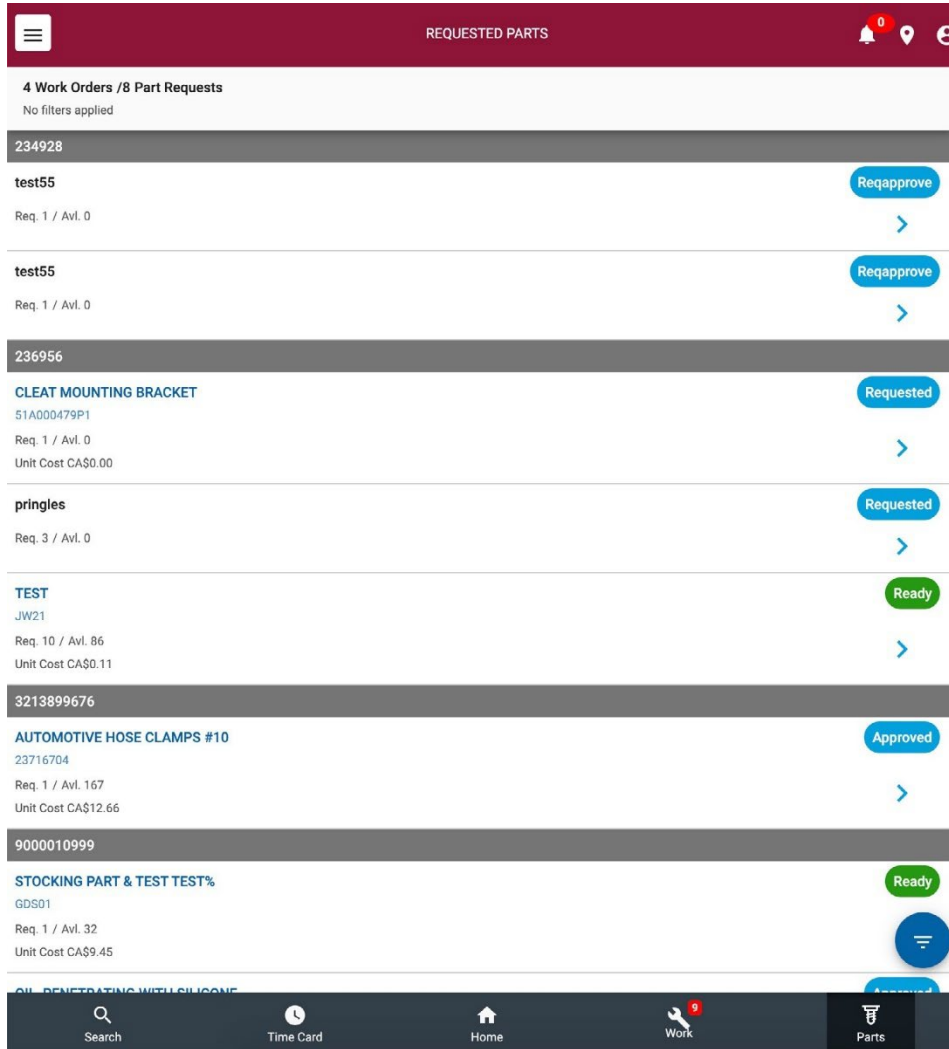 REQUESTED PARTS
0
4 Work Orders /8 Part Requests
No filters applied
234928
test55
Reqapprove
Req. 1 / Avl. 0
test55
Reqapprove
Req. 1 / Avl. 0
236956
CLEAT MOUNTING BRACKET
Requested
51A000479P1
Req. 1 / Avl. 0
Unit Cost CA$0.00
pringles
Requested
Req. 3 / Avl. 0
TEST
Ready
JW21
Req. 10 / Avl. 86
Unit Cost CA$0.11
3213899676
AUTOMOTIVE HOSE CLAMPS #10
Approved
23716704
Req. 1 / Avl. 167
Unit Cost CA$12.66
9000010999
STOCKING PART & TEST TEST%
Ready
GDS01
Req. 1 / Avl. 32
Unit Cost CA$9.45
OIL, PENETRATING WITH SILICONE
Approved
Search
Time Card
Home
9
Work
Parts